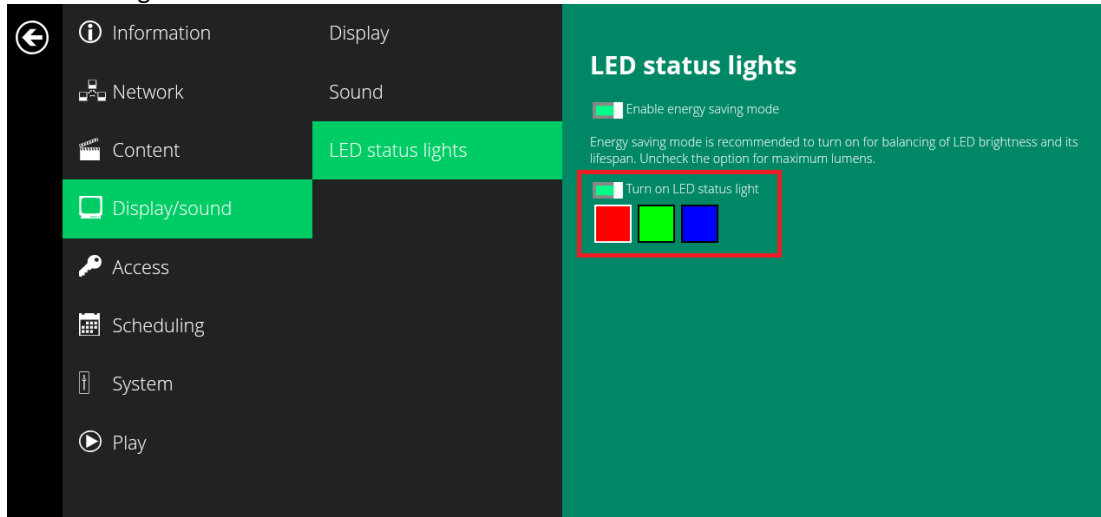 Information
Network
Content
Display/sound
Access
Scheduling
System
Play
Display
Sound
LED status lights
LED status lights
Enable energy saving mode
Energy saving mode is recommended to turn on for balancing of LED brightness and its
lifespan. Uncheck the option for maximum lumens.
Turn on LED status light